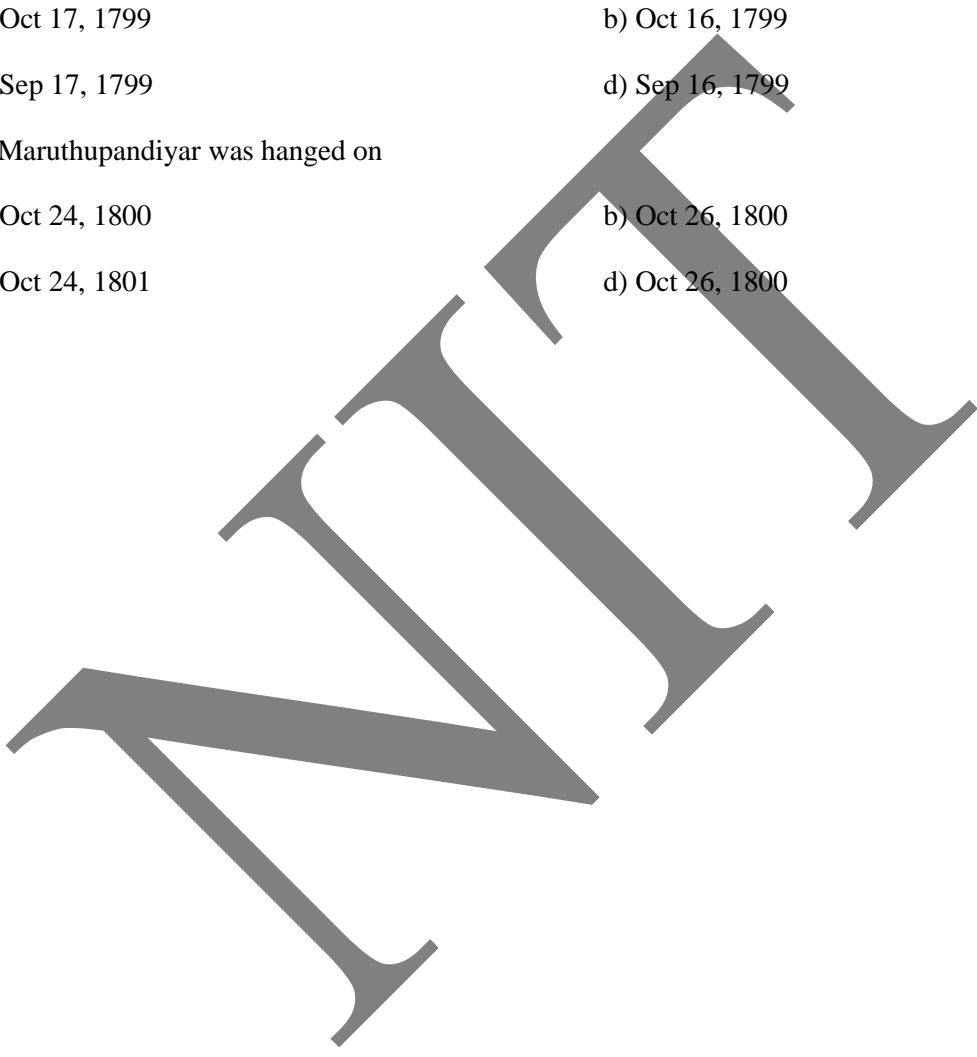 Oct 17, 1799 b) Oct 16, 1799
Sep 17, 1799 d) Sep 16, 1799
Maruthupandiyar was hanged on
Oct 24, 1800 b) Oct 26, 1800
Oct 24, 1801 d) Oct 26, 1800
NIT